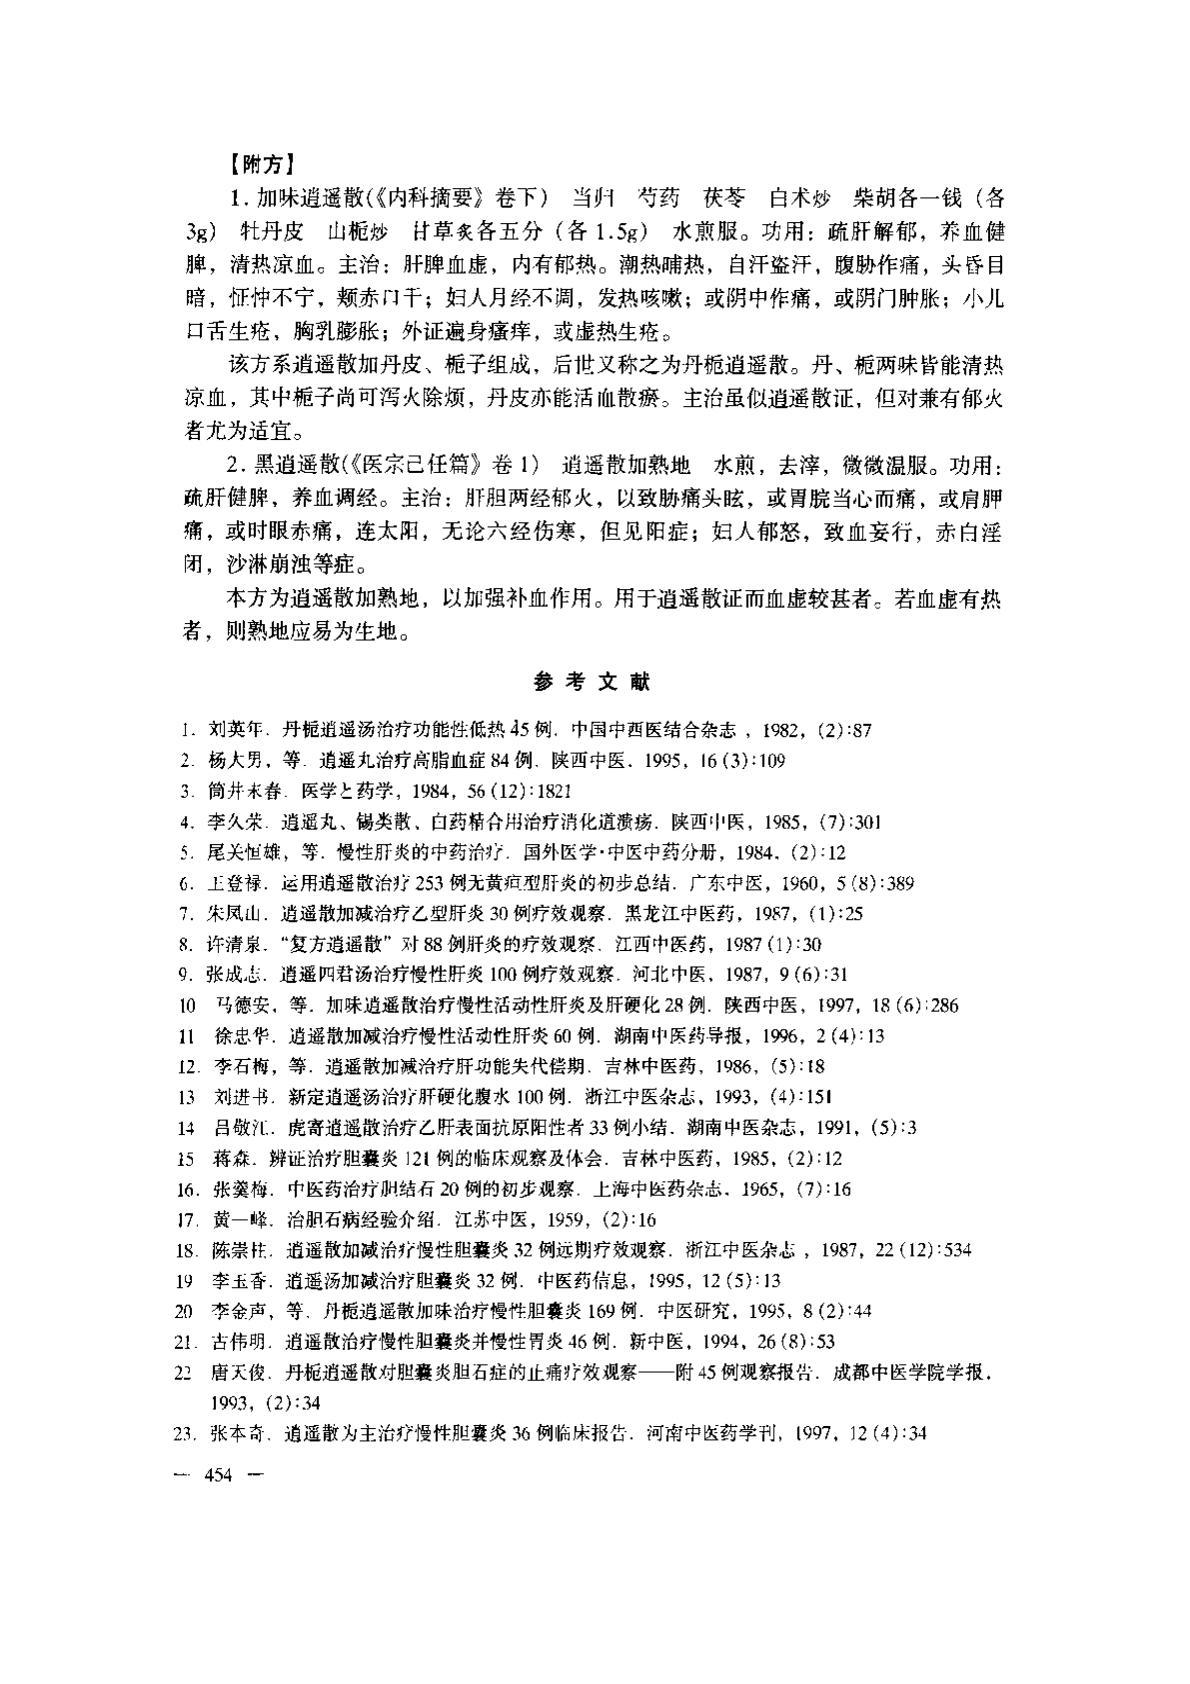 【附方】
1. 加味逍遥散(《内科摘要》卷下) 当归 芍药 茯苓 白术炒 柴胡各一钱（各
3g） 牡丹皮 山栀炒 甘草炙各五分（各 1.5g） 水煎服。功用：疏肝解郁，养血健
脾，清热凉血。主治：肝脾血虚，内有郁热。潮热晡热，自汗盗汗，腹胁作痛，头昏目
暗，怔忡不宁，颊赤口干；妇人月经不调，发热咳嗽；或阴中作痛，或阴门肿胀；小儿
口舌生疮，胸乳膨胀；外证遍身瘙痒，或虚热生疮。
该方系逍遥散加丹皮、栀子组成，后世又称之为丹栀逍遥散。丹、栀两味皆能清热
凉血，其中栀子尚可泻火除烦，丹皮亦能活血散瘀。主治虽似逍遥散证，但对兼有郁火
者尤为适宜。
2. 黑逍遥散(《医宗己任篇》卷 1） 逍遥散加熟地 水煎，去滓，微微温服。功用：
疏肝健脾，养血调经。主治：肝胆两经郁火，以致胁痛头眩，或胃脘当心而痛，或肩胛
痛，或时眼赤痛，连太阳，无论六经伤寒，但见阳症；妇人郁怒，致血妄行，赤白淫
闭，沙淋崩浊等症。
本方为逍遥散加熟地，以加强补血作用。用于逍遥散证而血虚较甚者。若血虚有热
者，则熟地应易为生地。
参考文献
1. 刘英年. 丹栀逍遥汤治疗功能性低热 45 例. 中国中西医结合杂志，1982，(2):87
2. 杨大男，等. 逍遥丸治疗高脂血症 84 例. 陕西中医. 1995，16 (3):109
3. 筒井末春. 医学と药学，1984，56 (12):1821
4. 李久荣. 逍遥丸、锡类散、白药精合用治疗消化道溃疡. 陕西中医，1985，(7):301
5. 尾关恒雄，等. 慢性肝炎的中药治疗. 国外医学·中医中药分册，1984. (2):12
6. 王登禄. 运用逍遥散治疗 253 例无黄疸型肝炎的初步总结. 广东中医，1960，5 (8):389
7. 朱凤山. 逍遥散加减治疗乙型肝炎 30 例疗效观察. 黑龙江中医药，1987，(1):25
8. 许清泉. “复方逍遥散”对 88 例肝炎的疗效观察. 江西中医药，1987 (1):30
9. 张成志. 逍遥四君汤治疗慢性肝炎 100 例疗效观察. 河北中医，1987，9 (6):31
10 马德安，等. 加味逍遥散治疗慢性活动性肝炎及肝硬化 28 例. 陕西中医，1997，18 (6):286
11 徐忠华. 逍遥散加减治疗慢性活动性肝炎 60 例. 湖南中医药导报，1996，2 (4):13
12. 李石梅，等. 逍遥散加减治疗肝功能失代偿期. 吉林中医药，1986，(5):18
13 刘进书. 新定逍遥汤治疗肝硬化腹水 100 例. 浙江中医杂志，1993，(4):151
14 吕敬江. 虎寄逍遥散治疗乙肝表面抗原阳性者 33 例小结. 湖南中医杂志，1991，(5):3
15 蒋森. 辨证治疗胆囊炎 121 例的临床观察及体会. 吉林中医药，1985，(2):12
16. 张羹梅. 中医药治疗胆结石 20 例的初步观察. 上海中医药杂志. 1965，(7):16
17. 黄一峰. 治胆石病经验介绍. 江苏中医，1959，(2):16
18. 陈崇柱. 逍遥散加减治疗慢性胆囊炎 32 例远期疗效观察. 浙江中医杂志，1987，22 (12):534
19 李玉香. 逍遥汤加减治疗胆囊炎 32 例. 中医药信息，1995，12 (5):13
20 李金声，等. 丹栀逍遥散加味治疗慢性胆囊炎 169 例. 中医研究，1995，8 (2):44
21. 古伟明. 逍遥散治疗慢性胆囊炎并慢性胃炎 46 例. 新中医，1994，26 (8):53
22 唐天俊. 丹栀逍遥散对胆囊炎胆石症的止痛疗效观察——附 45 例观察报告. 成都中医学院学报.
1993，(2):34
23. 张本奇. 逍遥散为主治疗慢性胆囊炎 36 例临床报告. 河南中医药学刊，1997，12 (4):34
— 454 —